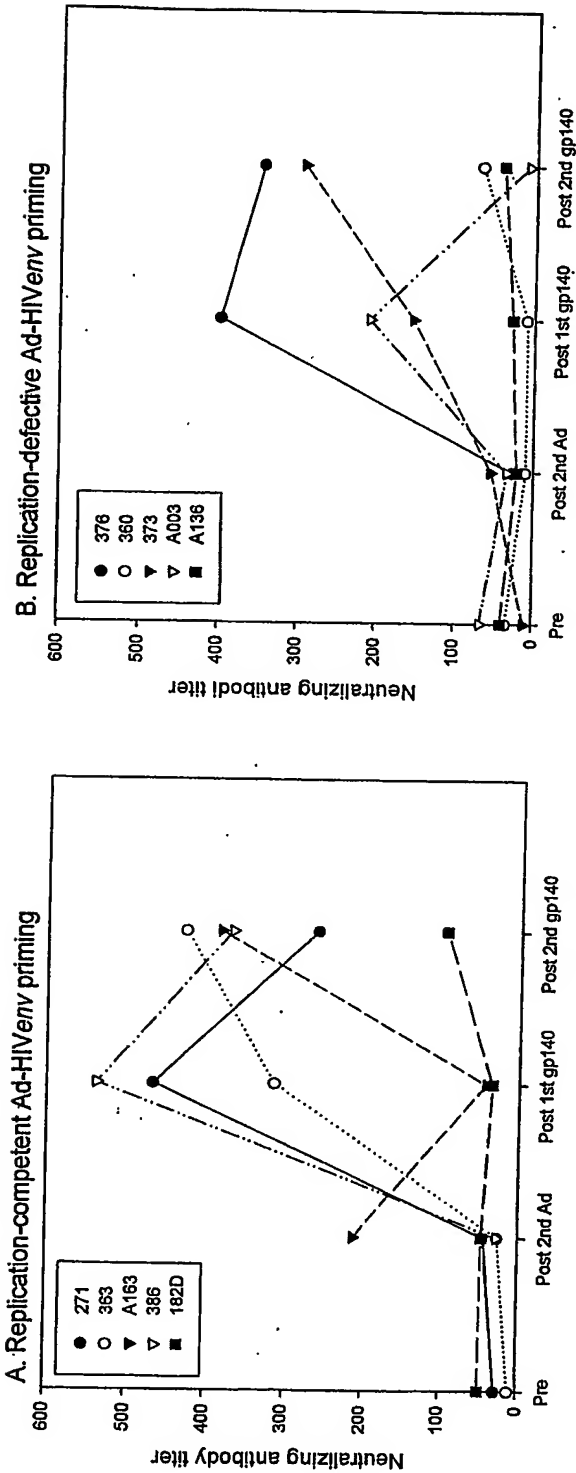 A. Replication-competent Ad-HIVenv priming
600
500
400
300
200
100
0
Neutralizing antibody titer
271
363
A163
386
182D
Pre
Post 2nd Ad
Post 1st gp140
Post 2nd gp140
B. Replication-defective Ad-HIVenv priming
600
500
400
300
200
100
0
Neutralizing antibodi titer
376
360
373
A003
A136
Pre
Post 2nd Ad
Post 1st gp140
Post 2nd gp140